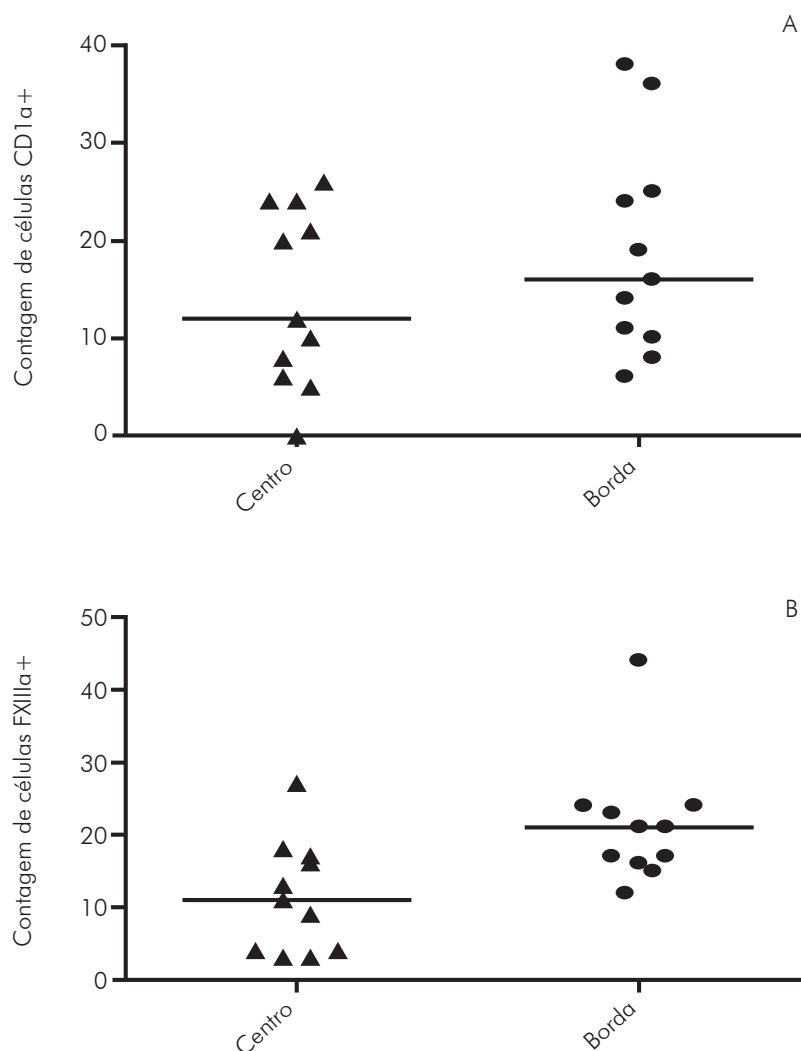 A
Contagem de células CD1a+
40
30
20
10
0
Centro
Borda
B
Contagem de células FXIIIa+
50
40
30
20
10
0
Centro
Borda